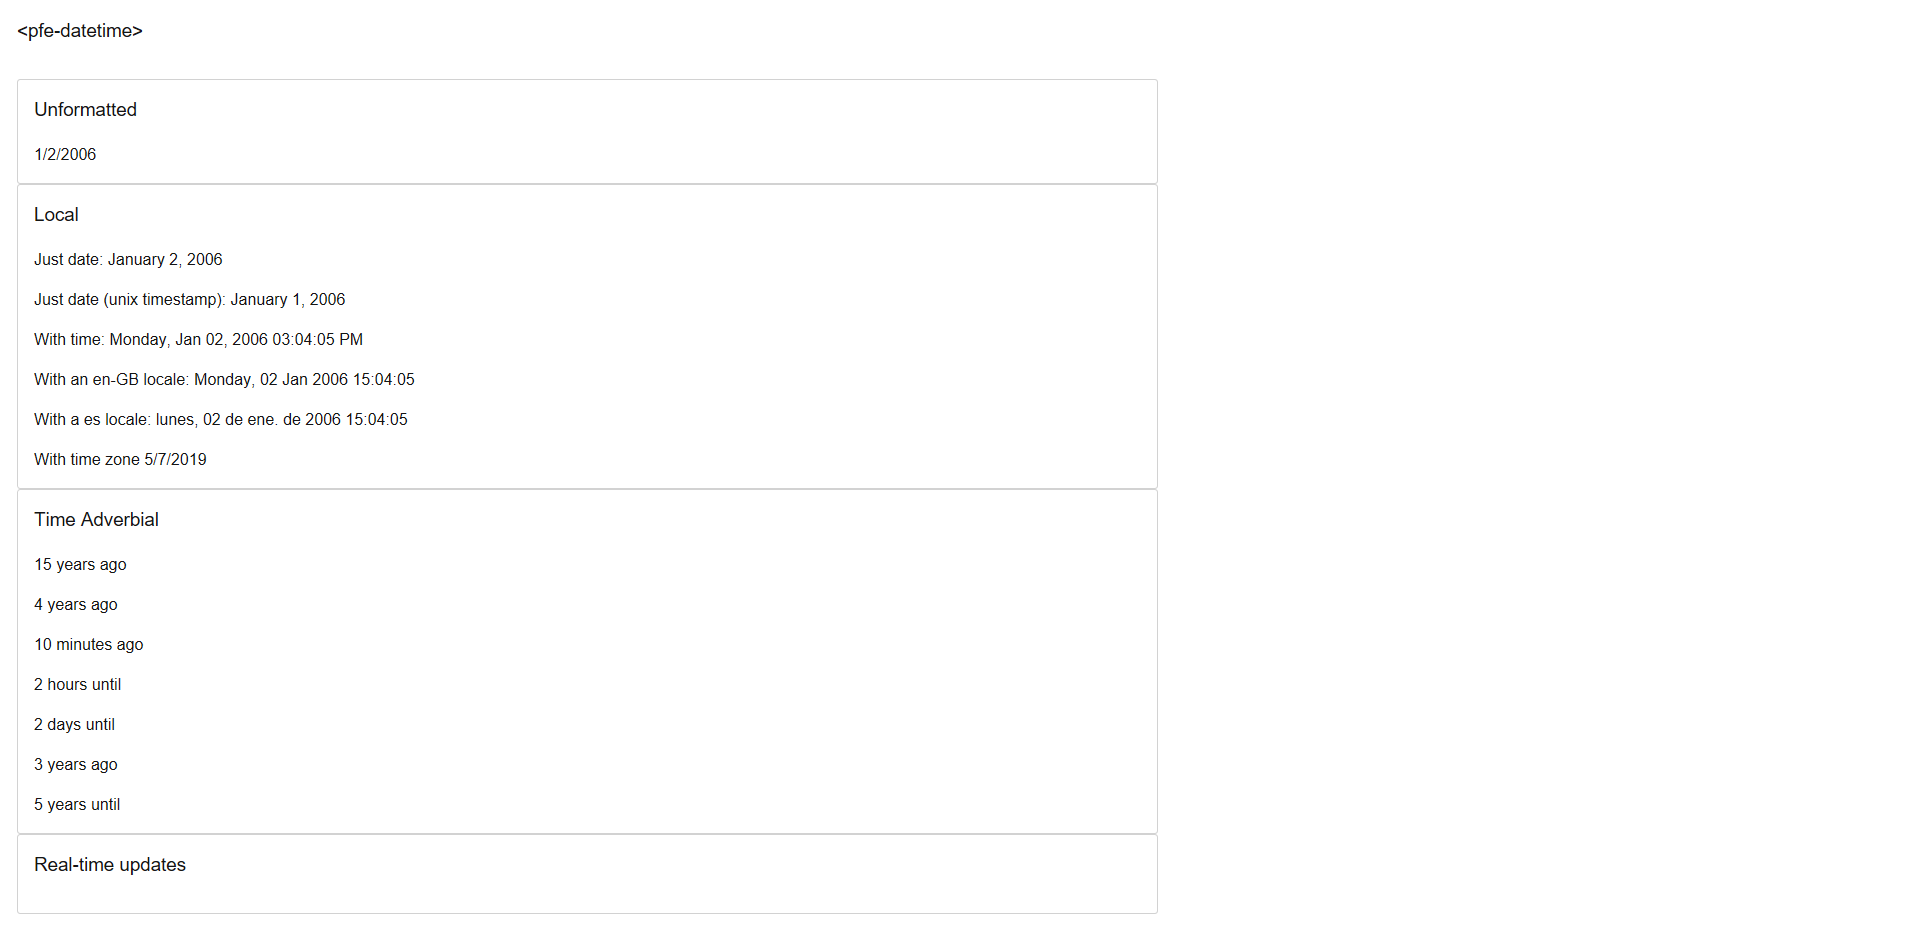 <pfe-datetime>
Unformatted
1/2/2006
Local
Just date: January 2, 2006
Just date (unix timestamp): January 1, 2006
With time: Monday, Jan 02, 2006 03:04:05 PM
With an en-GB locale: Monday, 02 Jan 2006 15:04:05
With a es locale: lunes, 02 de ene. de 2006 15:04:05
With time zone 5/7/2019
Time Adverbial
15 years ago
4 years ago
10 minutes ago
2 hours until
2 days until
3 years ago
5 years until
Real-time updates